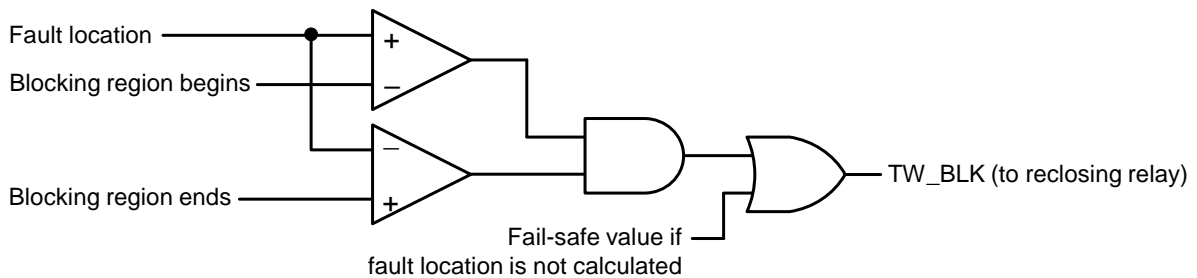 Fault location
+
Blocking region begins
−
−
Blocking region ends
+
TW_BLK (to reclosing relay)
Fail-safe value if
fault location is not calculated